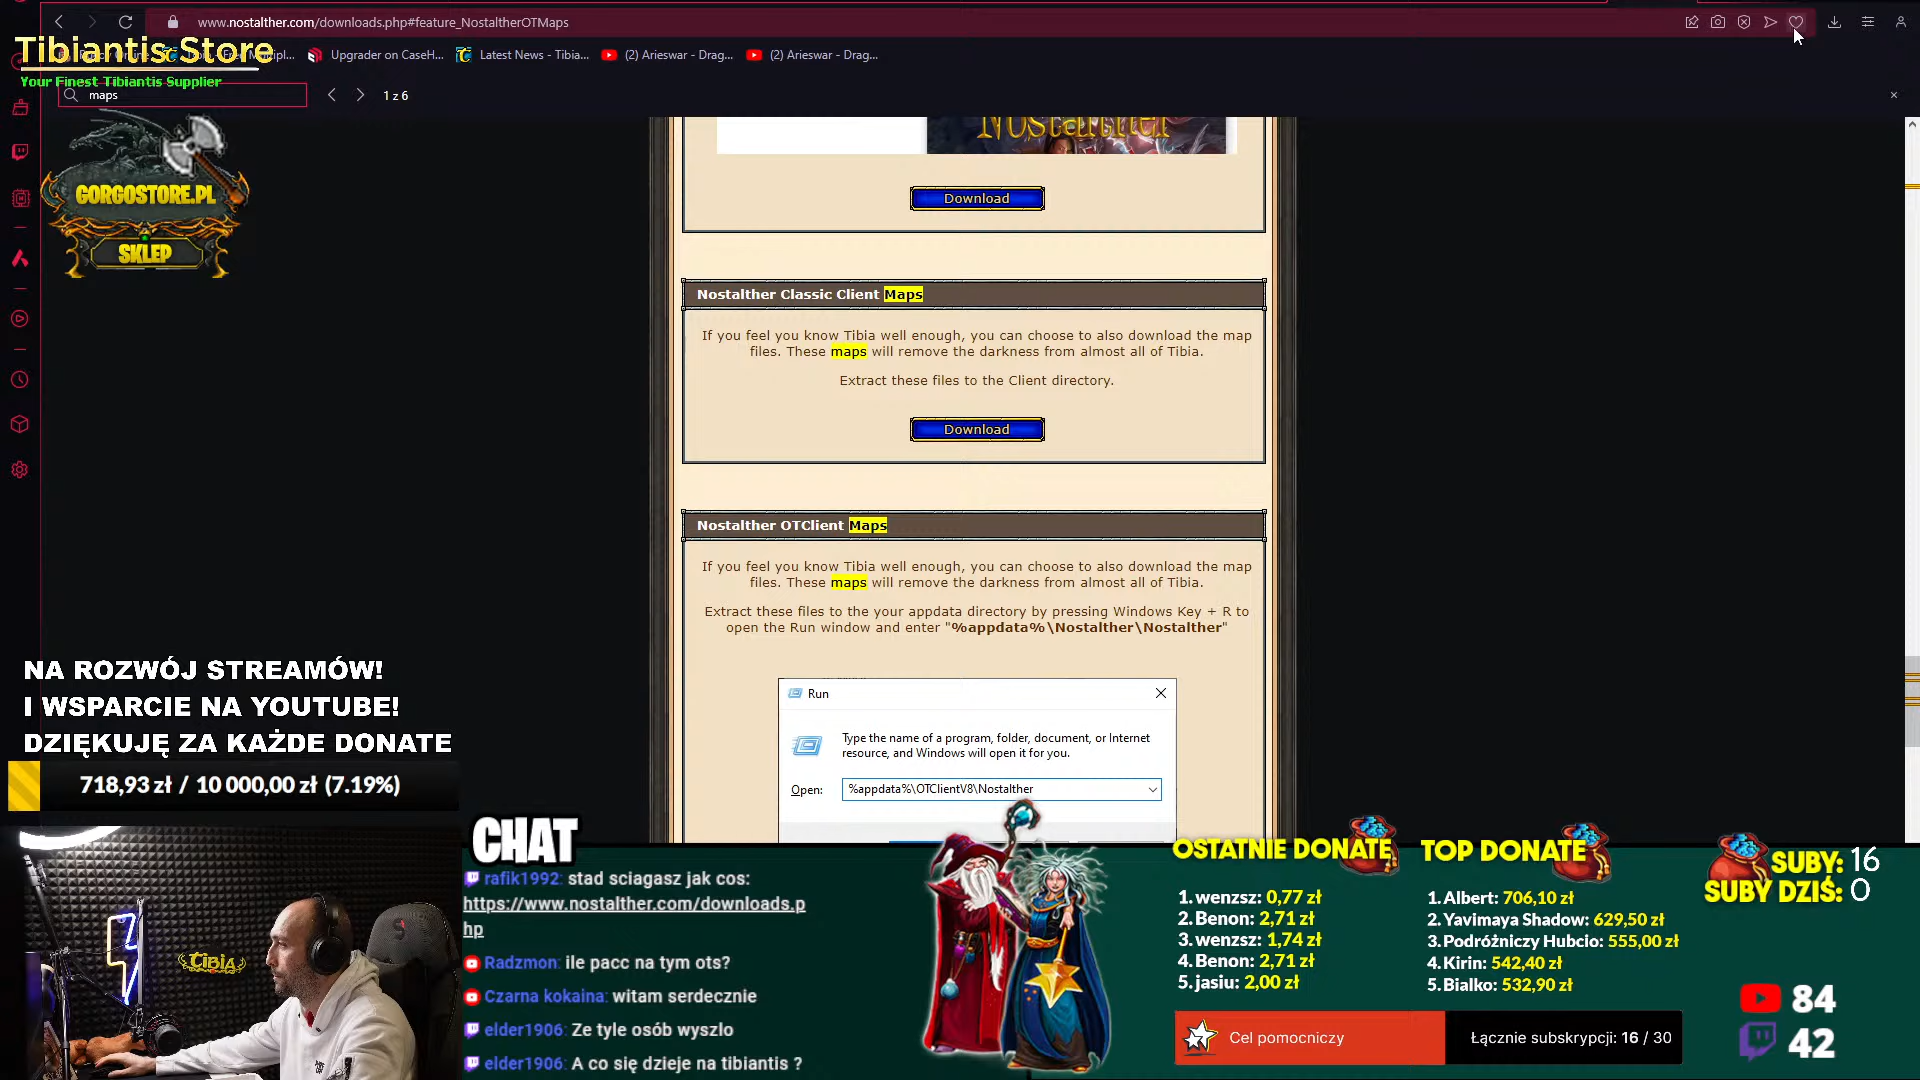 www.nostalther.com/downloads.php#feature_NostaltherOTMaps
Tibiantis Store
Your Finest Tibiantis Supplier
Upgrader on CaseH...
Latest News - Tibia...
(2) Arieswar - Drag...
(2) Arieswar - Drag...
maps
1 z 6
GORGOSTORE.PL
SKLEP
Nostalther
Download
Nostalther Classic Client Maps
If you feel you know Tibia well enough, you can choose to also download the map
files. These maps will remove the darkness from almost all of Tibia.
Extract these files to the Client directory.
Download
Nostalther OTClient Maps
If you feel you know Tibia well enough, you can choose to also download the map
files. These maps will remove the darkness from almost all of Tibia.
Extract these files to the your appdata directory by pressing Windows Key + R to
open the Run window and enter "%appdata%\Nostalther\Nostalther"
Run
Type the name of a program, folder, document, or Internet
resource, and Windows will open it for you.
Open:
%appdata%\OTClientV8\Nostalther
NA ROZWÓJ STREAMÓW!
I WSPARCIE NA YOUTUBE!
DZIĘKUJĘ ZA KAŻDE DONATE
718,93 zł / 10 000,00 zł (7.19%)
TIBIA
CHAT
rafik1992: stad sciagasz jak cos:
https://www.nostalther.com/downloads.p
hp
Radzmon: ile pacc na tym ots?
Czarna kokaina: witam serdecznie
elder1906: Ze tyle osób wyszlo
elder1906: A co się dzieje na tibiantis ?
OSTATNIE DONATE
1. wenzsz: 0,77 zł
2. Benon: 2,71 zł
3. wenzsz: 1,74 zł
4. Benon: 2,71 zł
5. jasiu: 2,00 zł
TOP DONATE
1. Albert: 706,10 zł
2. Yavimaya Shadow: 629,50 zł
3. Podróżniczy Hubcio: 555,00 zł
4. Kirin: 542,40 zł
5. Bialko: 532,90 zł
SUBY: 16
SUBY DZIŚ: 0
Cel pomocniczy
Łącznie subskrypcji: 16 / 30
84
42